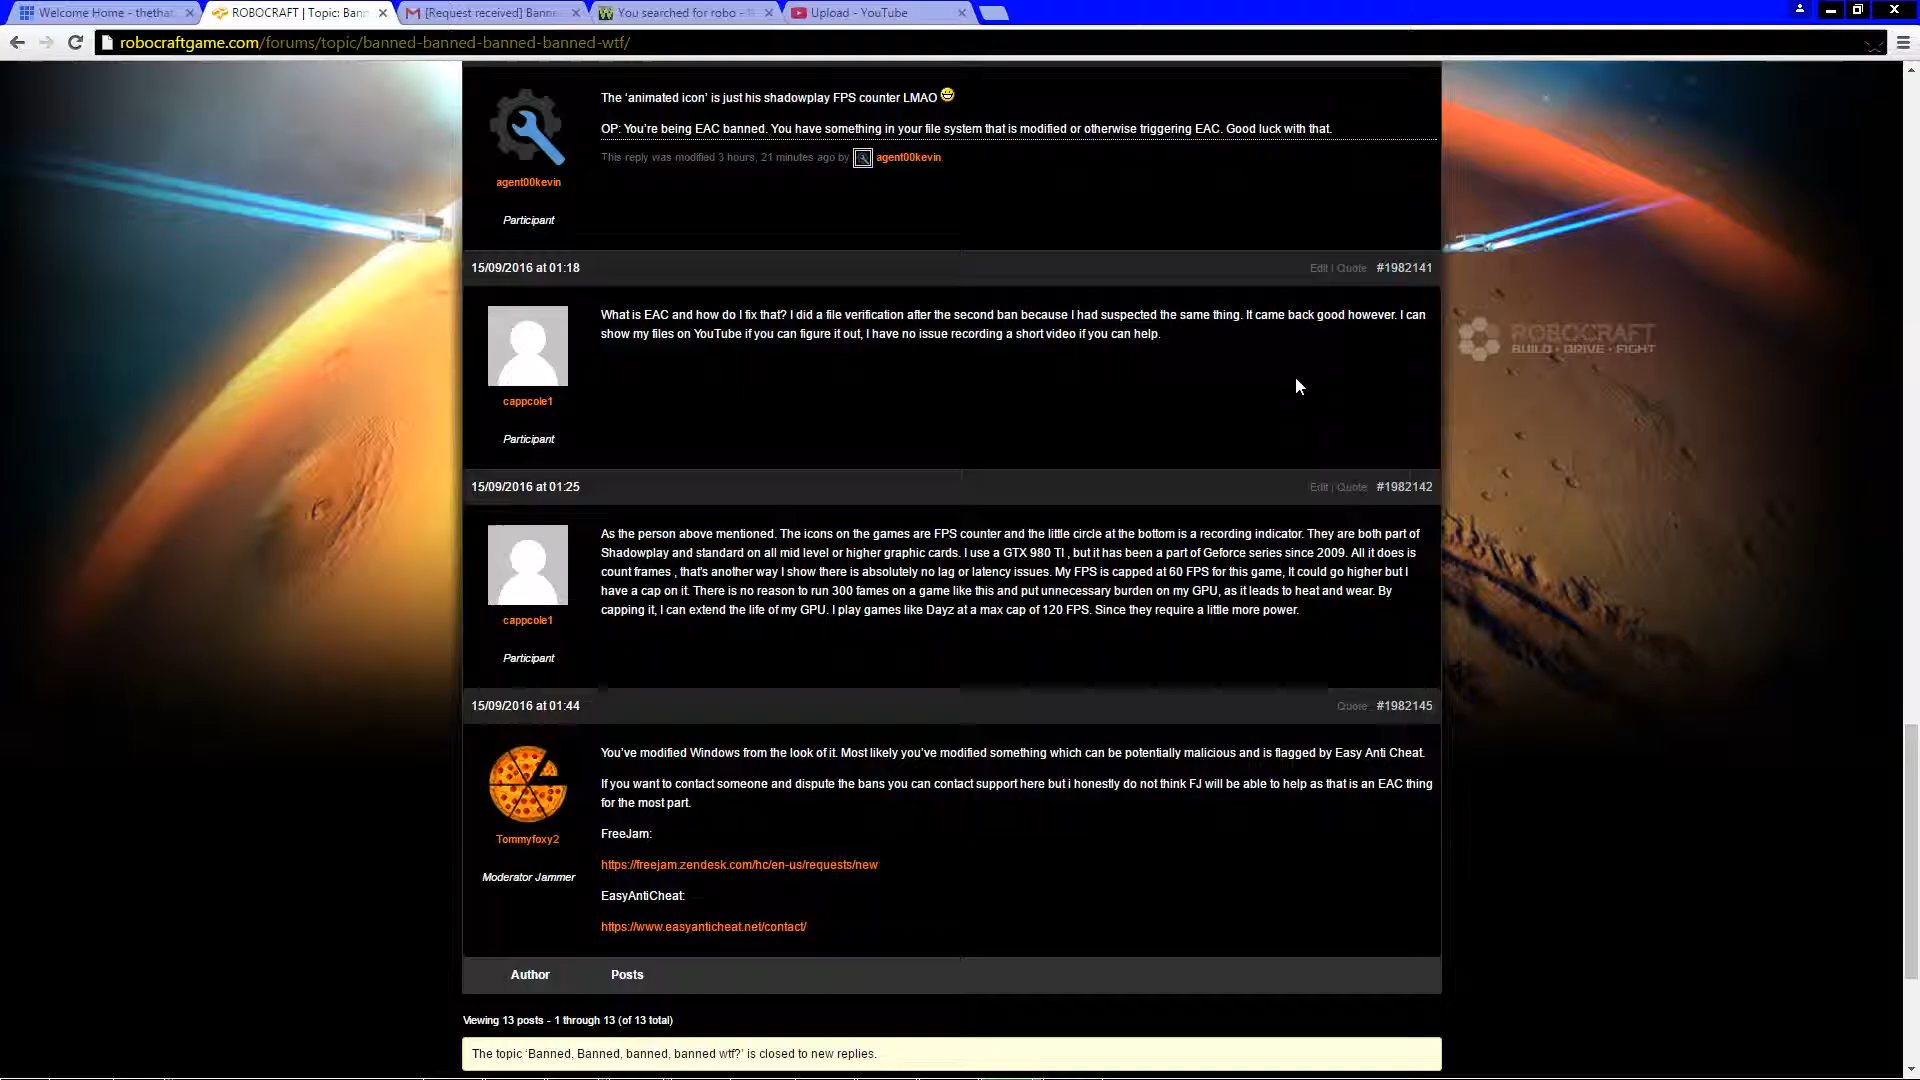 Welcome Home - thethat
ROBOCRAFT | Topic: Bann
[Request received] Banne
You searched for robo -
Upload - YouTube
robocraftgame.com/forums/topic/banned-banned-banned-banned-wtf/
The ‘animated icon’ is just his shadowplay FPS counter LMAO
OP: You’re being EAC banned. You have something in your file system that is modified or otherwise triggering EAC. Good luck with that.
This reply was modified 3 hours, 21 minutes ago by agent00kevin.
agent00kevin
Participant
15/09/2016 at 01:18
Edit | Quote #1982141
What is EAC and how do I fix that? I did a file verification after the second ban because I had suspected the same thing. It came back good however. I can
show my files on YouTube if you can figure it out, I have no issue recording a short video if you can help.
cappcole1
Participant
15/09/2016 at 01:25
Edit | Quote #1982142
As the person above mentioned. The icons on the games are FPS counter and the little circle at the bottom is a recording indicator. They are both part of
Shadowplay and standard on all mid level or higher graphic cards. I use a GTX 980 TI , but it has been a part of Geforce series since 2009. All it does is
count frames , that's another way I show there is absolutely no lag or latency issues. My FPS is capped at 60 FPS for this game, It could go higher but I
have a cap on it. There is no reason to run 300 fames on a game like this and put unnecessary burden on my GPU, as it leads to heat and wear. By
capping it, I can extend the life of my GPU. I play games like Dayz at a max cap of 120 FPS. Since they require a little more power.
cappcole1
Participant
15/09/2016 at 01:44
Quote #1982145
You’ve modified Windows from the look of it. Most likely you’ve modified something which can be potentially malicious and is flagged by Easy Anti Cheat.
If you want to contact someone and dispute the bans you can contact support here but i honestly do not think FJ will be able to help as that is an EAC thing
for the most part.
FreeJam:
https://freejam.zendesk.com/hc/en-us/requests/new
EasyAntiCheat:
https://www.easyanticheat.net/contact/
Tommyfoxy2
Moderator Jammer
Author Posts
Viewing 13 posts - 1 through 13 (of 13 total)
The topic ‘Banned, Banned, banned, banned wtf?’ is closed to new replies.
ROBOCRAFT
BUILD • DRIVE • FIGHT